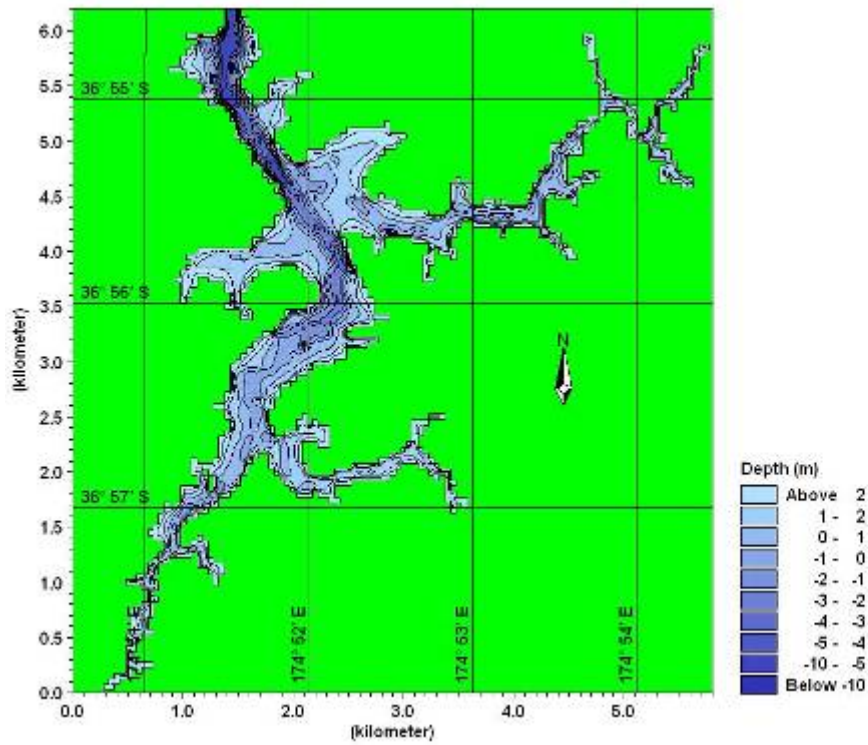 6.0
5.5
5.0
4.5
4.0
3.5
3.0
2.5
2.0
1.5
1.0
0.5
0.0
(kilometer)
36° 55' S
36° 56' S
36° 57' S
N
E
174° 52' E
174° 53' E
174° 54' E
0.0 1.0 2.0 3.0 4.0 5.0
(kilometer)
Depth (m)
Above 2
1 - 2
0 - 1
-1 - 0
-2 - -1
-3 - -2
-4 - -3
-5 - -4
-10 - -5
Below -10